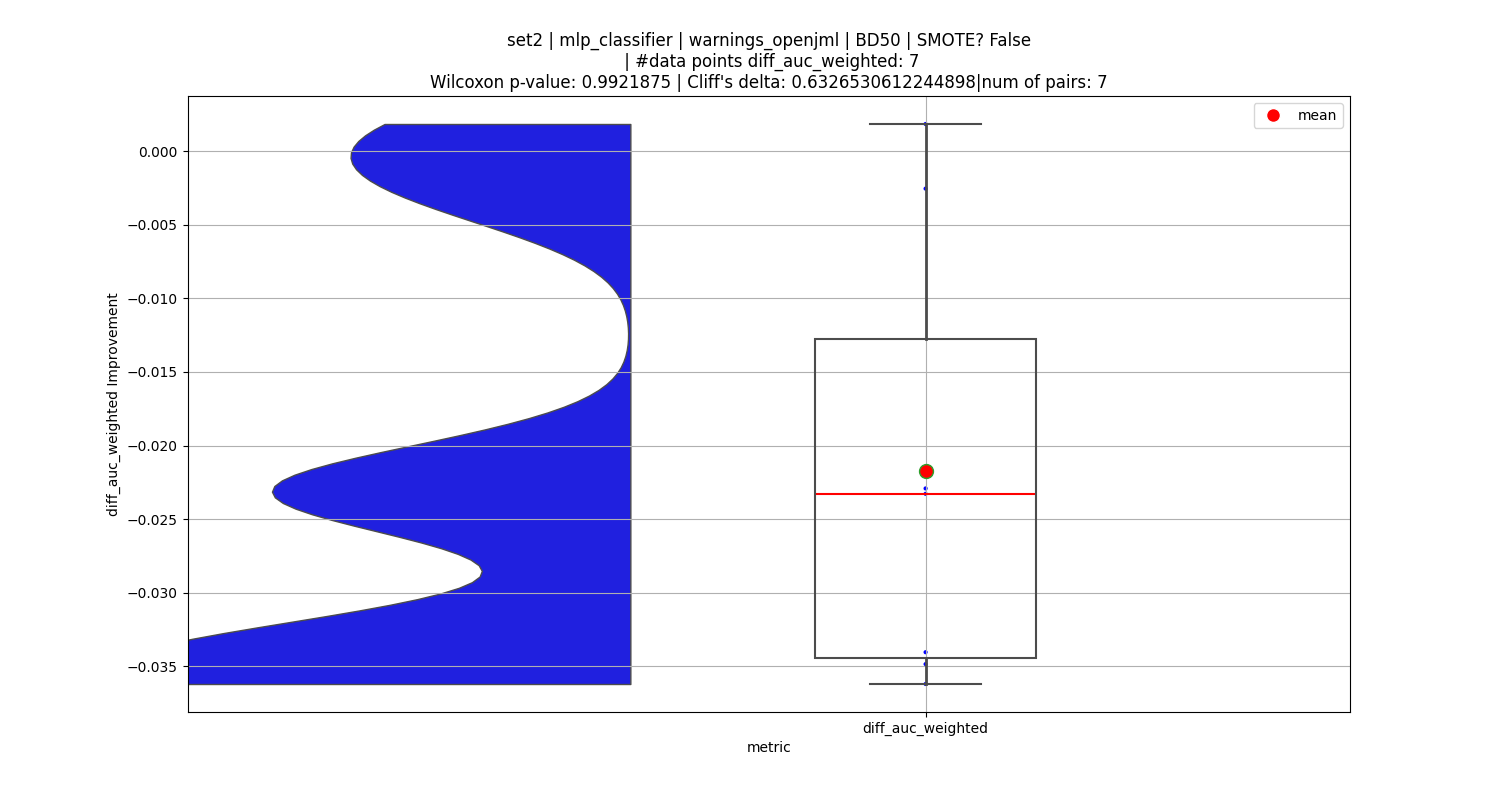 set2 | mlp_classifier | warnings_openjml | BD50 | SMOTE? False
| #data points diff_auc_weighted: 7
Wilcoxon p-value: 0.9921875 | Cliff's delta: 0.6326530612244898|num of pairs: 7
mean
0.000
−0.005
−0.010
−0.015
−0.020
−0.025
−0.030
−0.035
diff_auc_weighted Improvement
diff_auc_weighted
metric